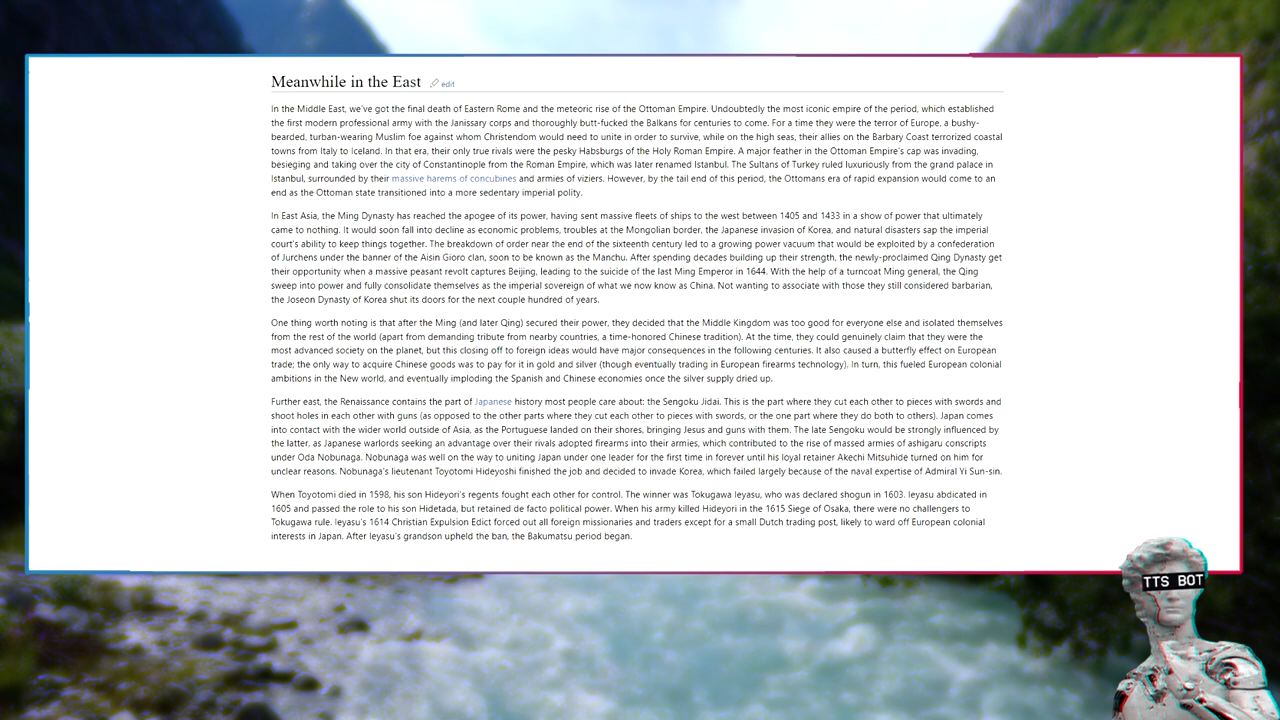 Meanwhile in the East edit
In the Middle East, we've got the final death of Eastern Rome and the meteoric rise of the Ottoman Empire. Undoubtedly the most iconic empire of the period, which established
the first modern professional army with the Janissary corps and thoroughly butt-fucked the Balkans for centuries to come. For a time they were the terror of Europe, a bushy-
bearded, turban-wearing Muslim foe against whom Christendom would need to unite in order to survive, while on the high seas, their allies on the Barbary Coast terrorized coastal
towns from Italy to Iceland. In that era, their only true rivals were the pesky Habsburgs of the Holy Roman Empire. A major feather in the Ottoman Empire's cap was invading,
besieging and taking over the city of Constantinople from the Roman Empire, which was later renamed Istanbul. The Sultans of Turkey ruled luxuriously from the grand palace in
Istanbul, surrounded by their massive harems of concubines and armies of viziers. However, by the tail end of this period, the Ottomans era of rapid expansion would come to an
end as the Ottoman state transitioned into a more sedentary imperial polity.
In East Asia, the Ming Dynasty has reached the apogee of its power, having sent massive fleets of ships to the west between 1405 and 1433 in a show of power that ultimately
came to nothing. It would soon fall into decline as economic problems, troubles at the Mongolian border, the Japanese invasion of Korea, and natural disasters sap the imperial
court's ability to keep things together. The breakdown of order near the end of the sixteenth century led to a growing power vacuum that would be exploited by a confederation
of Jurchens under the banner of the Aisin Gioro clan, soon to be known as the Manchu. After spending decades building up their strength, the newly-proclaimed Qing Dynasty get
their opportunity when a massive peasant revolt captures Beijing, leading to the suicide of the last Ming Emperor in 1644. With the help of a turncoat Ming general, the Qing
sweep into power and fully consolidate themselves as the imperial sovereign of what we now know as China. Not wanting to associate with those they still considered barbarian,
the Joseon Dynasty of Korea shut its doors for the next couple hundred of years.
One thing worth noting is that after the Ming (and later Qing) secured their power, they decided that the Middle Kingdom was too good for everyone else and isolated themselves
from the rest of the world (apart from demanding tribute from nearby countries, a time-honored Chinese tradition). At the time, they could genuinely claim that they were the
most advanced society on the planet, but this closing off to foreign ideas would have major consequences in the following centuries. It also caused a butterfly effect on European
trade; the only way to acquire Chinese goods was to pay for it in gold and silver (though eventually trading in European firearms technology). In turn, this fueled European colonial
ambitions in the New world, and eventually imploding the Spanish and Chinese economies once the silver supply dried up.
Further east, the Renaissance contains the part of Japanese history most people care about: the Sengoku Jidai. This is the part where they cut each other to pieces with swords and
shoot holes in each other with guns (as opposed to the other parts where they cut each other to pieces with swords, or the one part where they do both to others). Japan comes
into contact with the wider world outside of Asia, as the Portuguese landed on their shores, bringing Jesus and guns with them. The late Sengoku would be strongly influenced by
the latter, as Japanese warlords seeking an advantage over their rivals adopted firearms into their armies, which contributed to the rise of massed armies of ashigaru conscripts
under Oda Nobunaga. Nobunaga was well on the way to uniting Japan under one leader for the first time in forever until his loyal retainer Akechi Mitsuhide turned on him for
unclear reasons. Nobunaga's lieutenant Toyotomi Hideyoshi finished the job and decided to invade Korea, which failed largely because of the naval expertise of Admiral Yi Sun-sin.
When Toyotomi died in 1598, his son Hideyori's regents fought each other for control. The winner was Tokugawa Ieyasu, who was declared shogun in 1603. Ieyasu abdicated in
1605 and passed the role to his son Hidetada, but retained de facto political power. When his army killed Hideyori in the 1615 Siege of Osaka, there were no challengers to
Tokugawa rule. Ieyasu's 1614 Christian Expulsion Edict forced out all foreign missionaries and traders except for a small Dutch trading post, likely to ward off European colonial
interests in Japan. After Ieyasu's grandson upheld the ban, the Bakumatsu period began.
TTS BOT